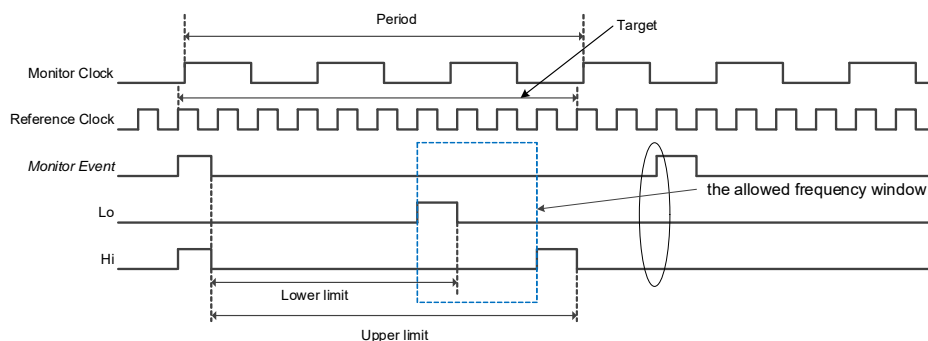 Period
Target
Monitor Clock
Reference Clock
Monitor Event
the allowed frequency window
Lo
Hi
Lower limit
Upper limit